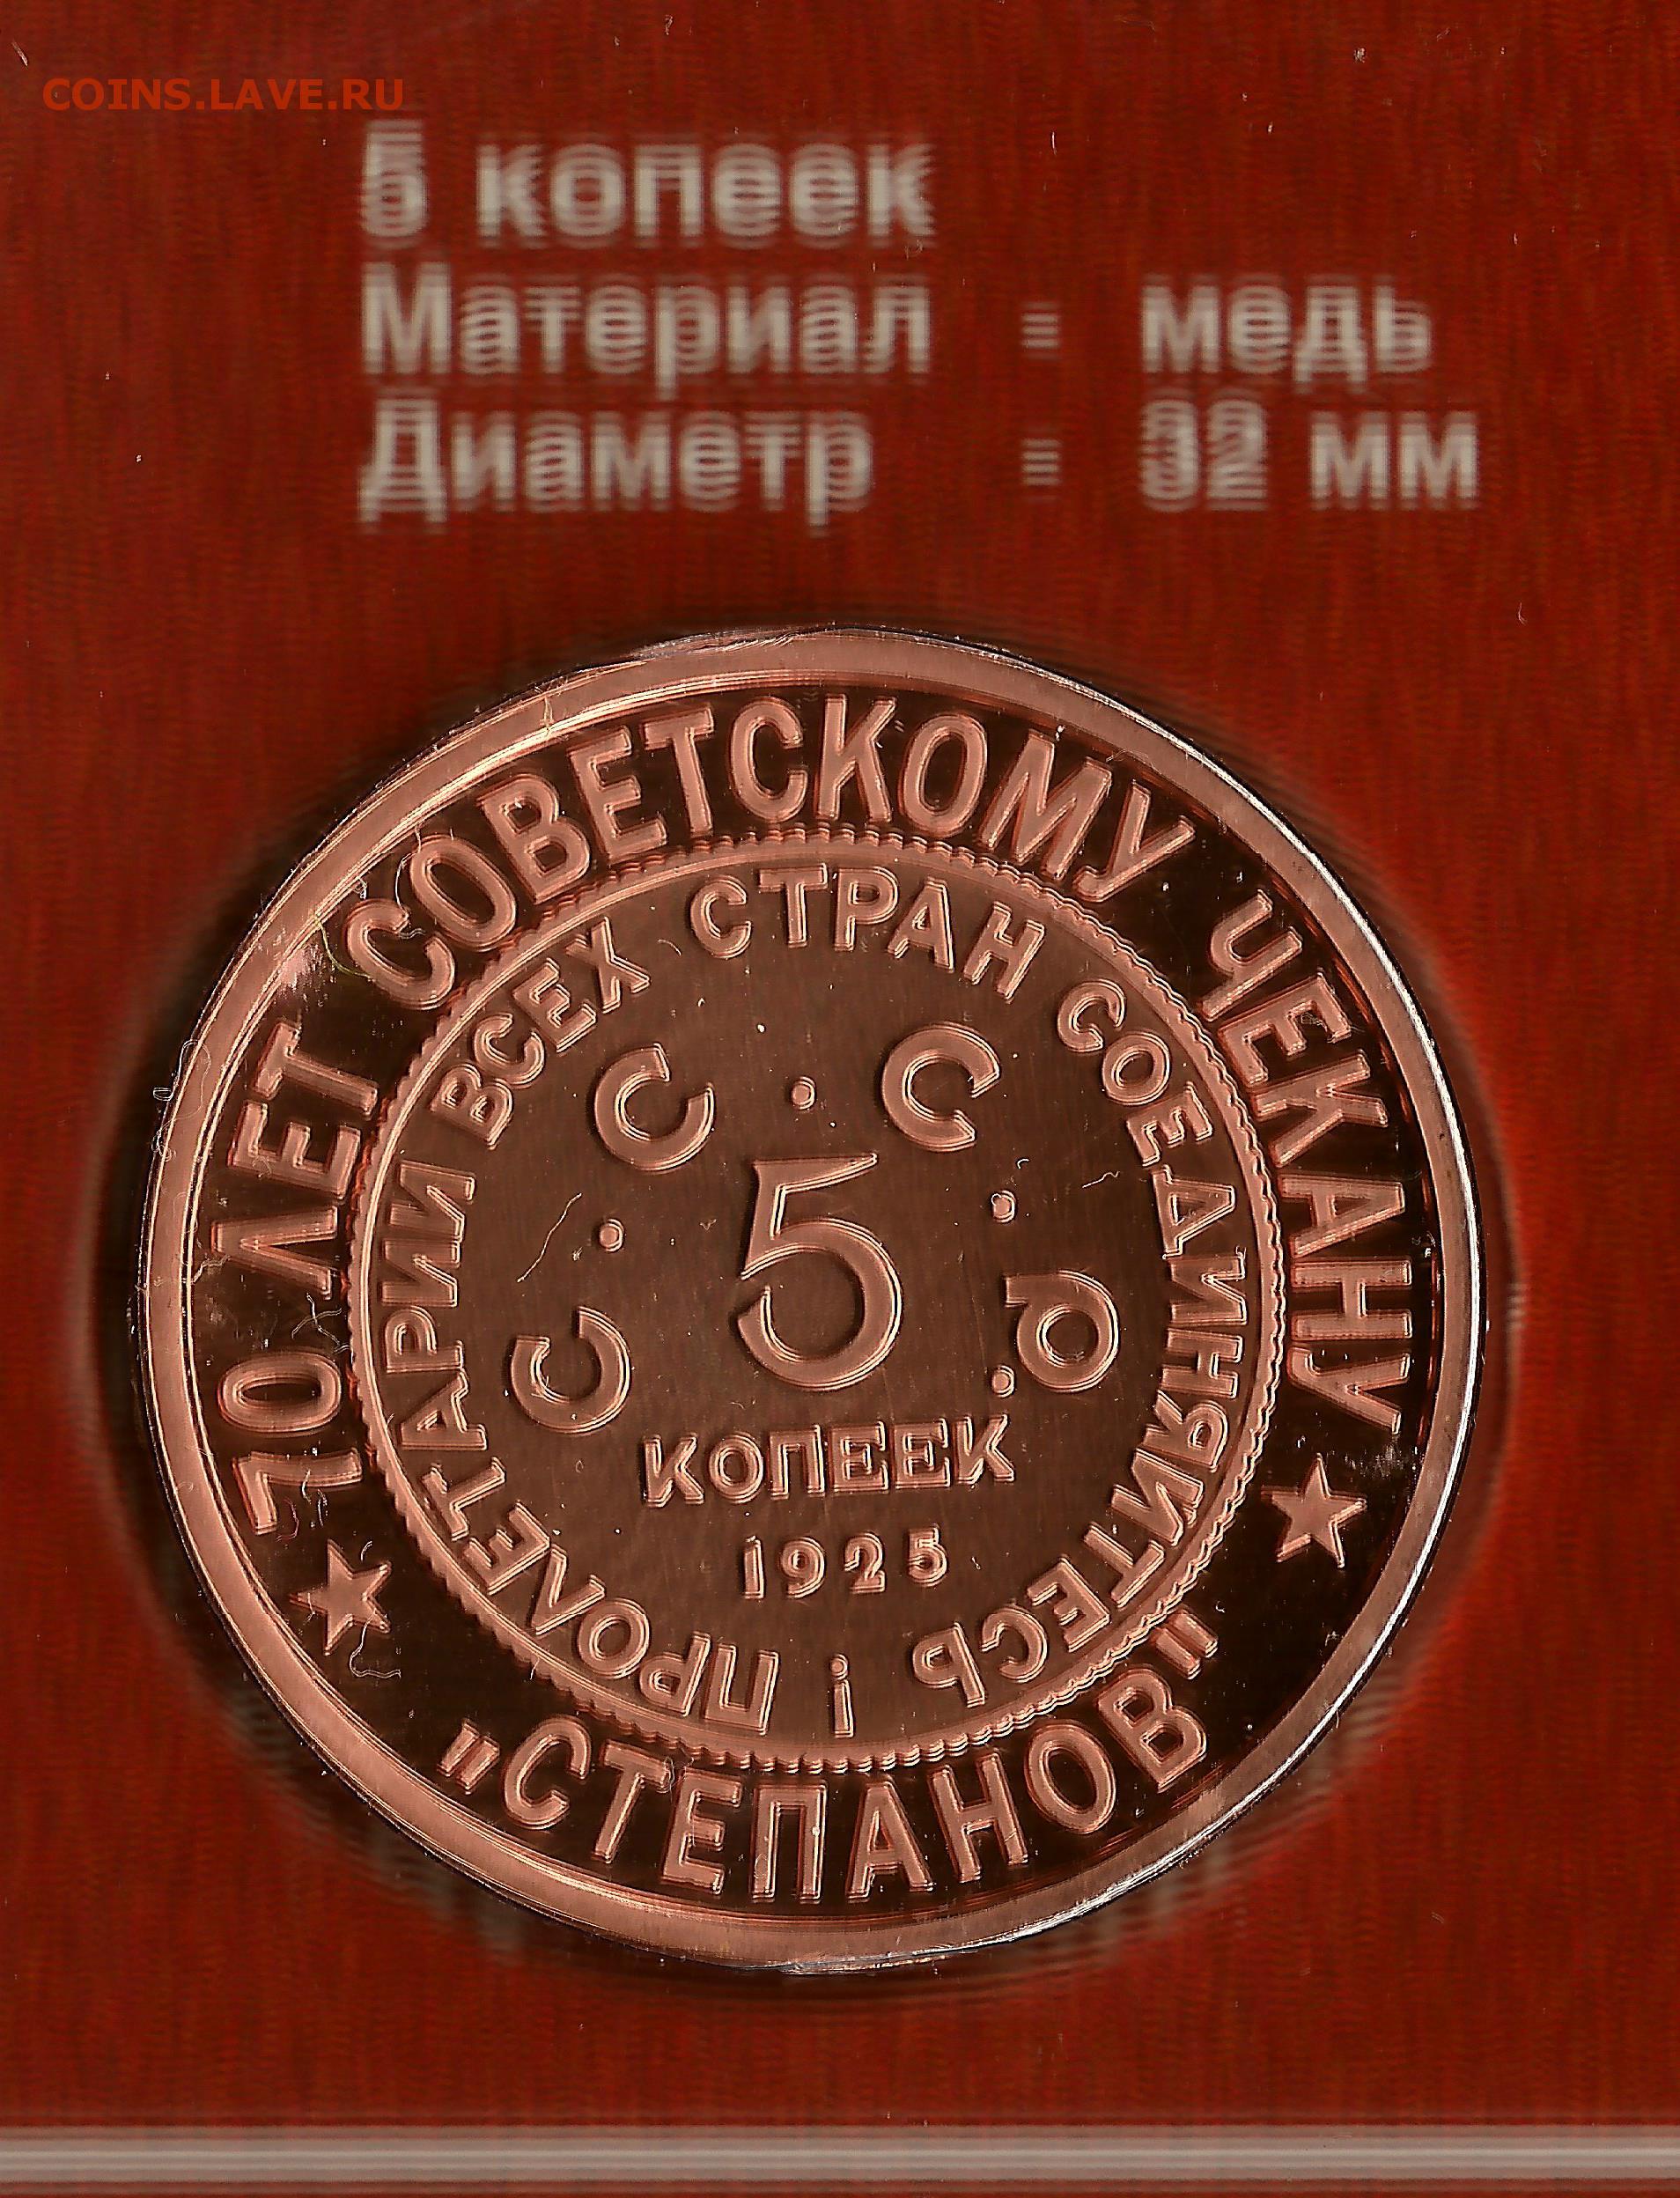 COINS.LAVE.RU
5 копеек
Материал = медь
Диаметр = 32 мм
70 ЛЕТ СОВЕТСКОМУ ЧЕКАНУ
„СТЕПАНОВ"
ПРОЛЕТАРИИ ВСЕХ СТРАН СОЕДИНЯИТЕСЬ !
С · С · С · Р ·
5
КОПЕЕК
1925